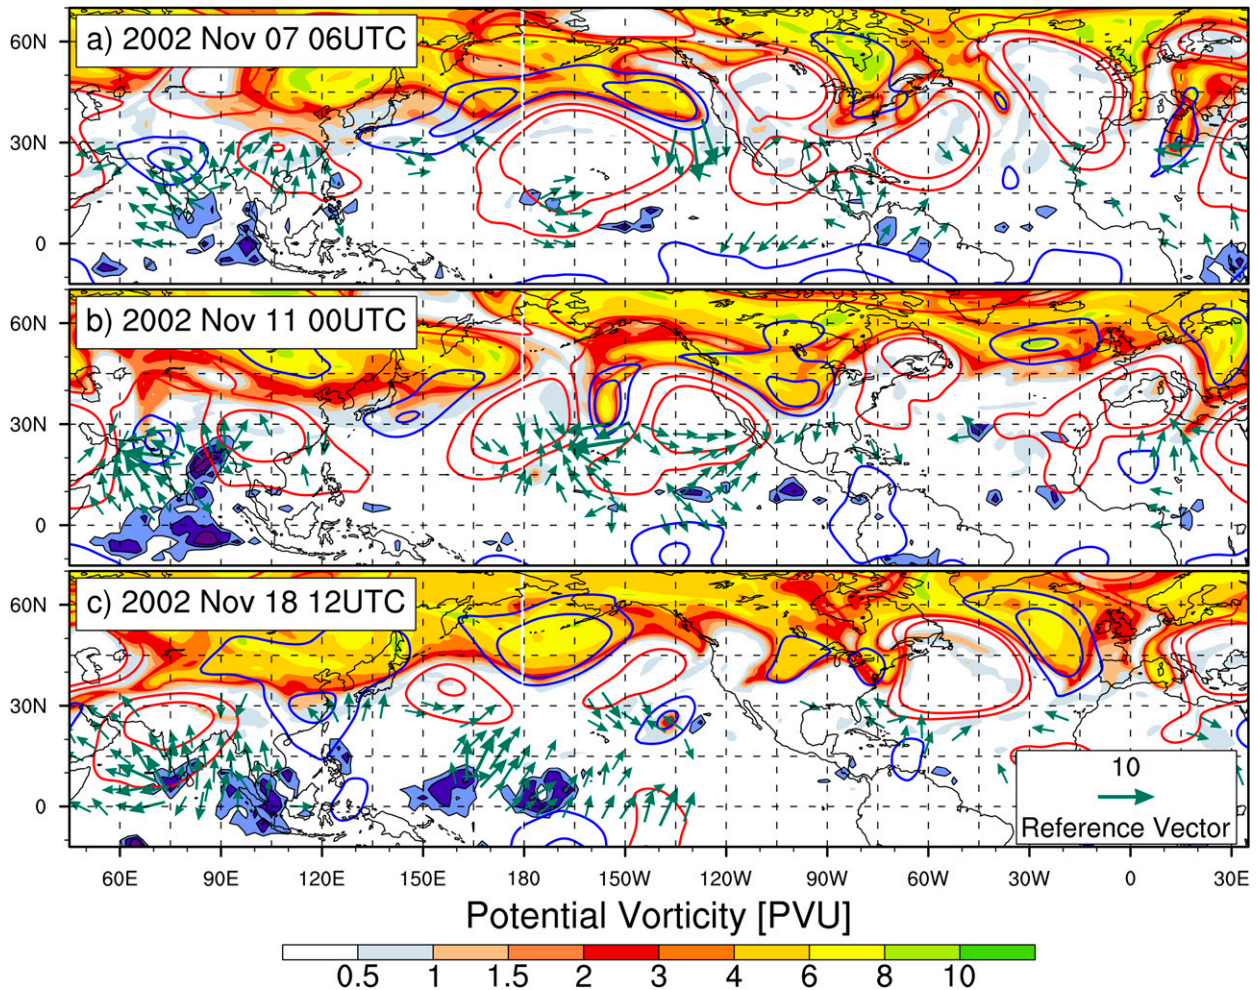 a) 2002 Nov 07 06UTC
60N
30N
0
b) 2002 Nov 11 00UTC
60N
30N
0
c) 2002 Nov 18 12UTC
60N
30N
0
10
Reference Vector
60E 90E 120E 150E 180 150W 120W 90W 60W 30W 0 30E
Potential Vorticity [PVU]
0.5 1 1.5 2 3 4 6 8 10